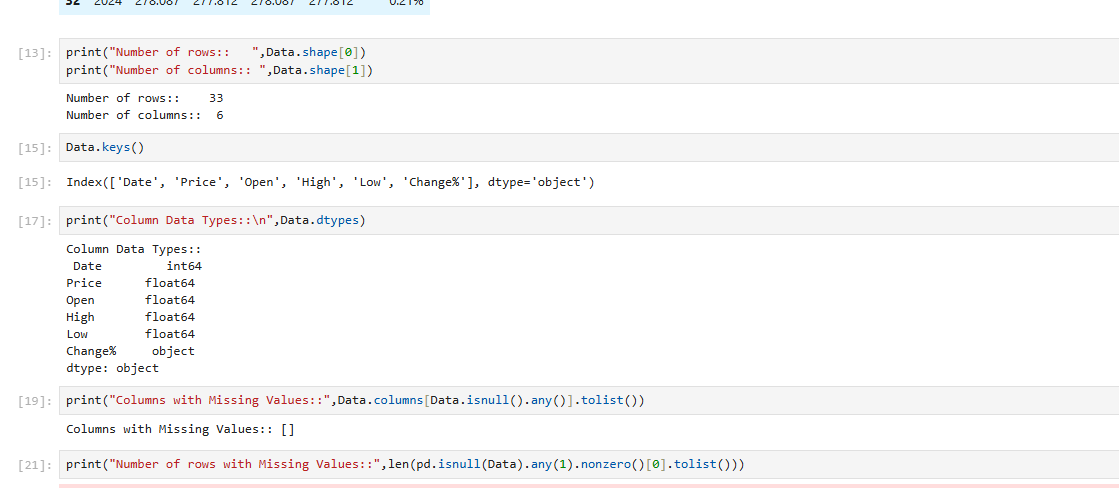 32 2024 278.087 277.812 278.087 277.812 0.21%
[13]: print("Number of rows::   ",Data.shape[0])
print("Number of columns:: ",Data.shape[1])
Number of rows::    33
Number of columns::  6
[15]: Data.keys()
[15]: Index(['Date', 'Price', 'Open', 'High', 'Low', 'Change%'], dtype='object')
[17]: print("Column Data Types::\n",Data.dtypes)
Column Data Types::
 Date         int64
Price      float64
Open       float64
High       float64
Low        float64
Change%     object
dtype: object
[19]: print("Columns with Missing Values::",Data.columns[Data.isnull().any()].tolist())
Columns with Missing Values:: []
[21]: print("Number of rows with Missing Values::",len(pd.isnull(Data).any(1).nonzero()[0].tolist()))